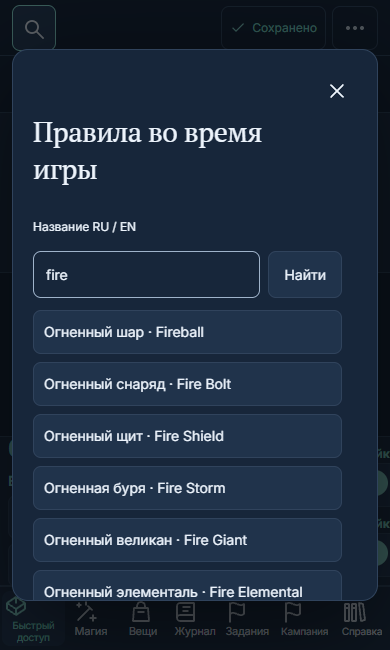 Сохранено
Правила во время
игры
Название RU / EN
fire
Найти
Огненный шар · Fireball
Огненный снаряд · Fire Bolt
Огненный щит · Fire Shield
Огненная буря · Fire Storm
Огненный великан · Fire Giant
Огненный элементаль · Fire Elemental
Быстрый
доступ
Магия
Вещи
Журнал
Задания
Кампания
Справка